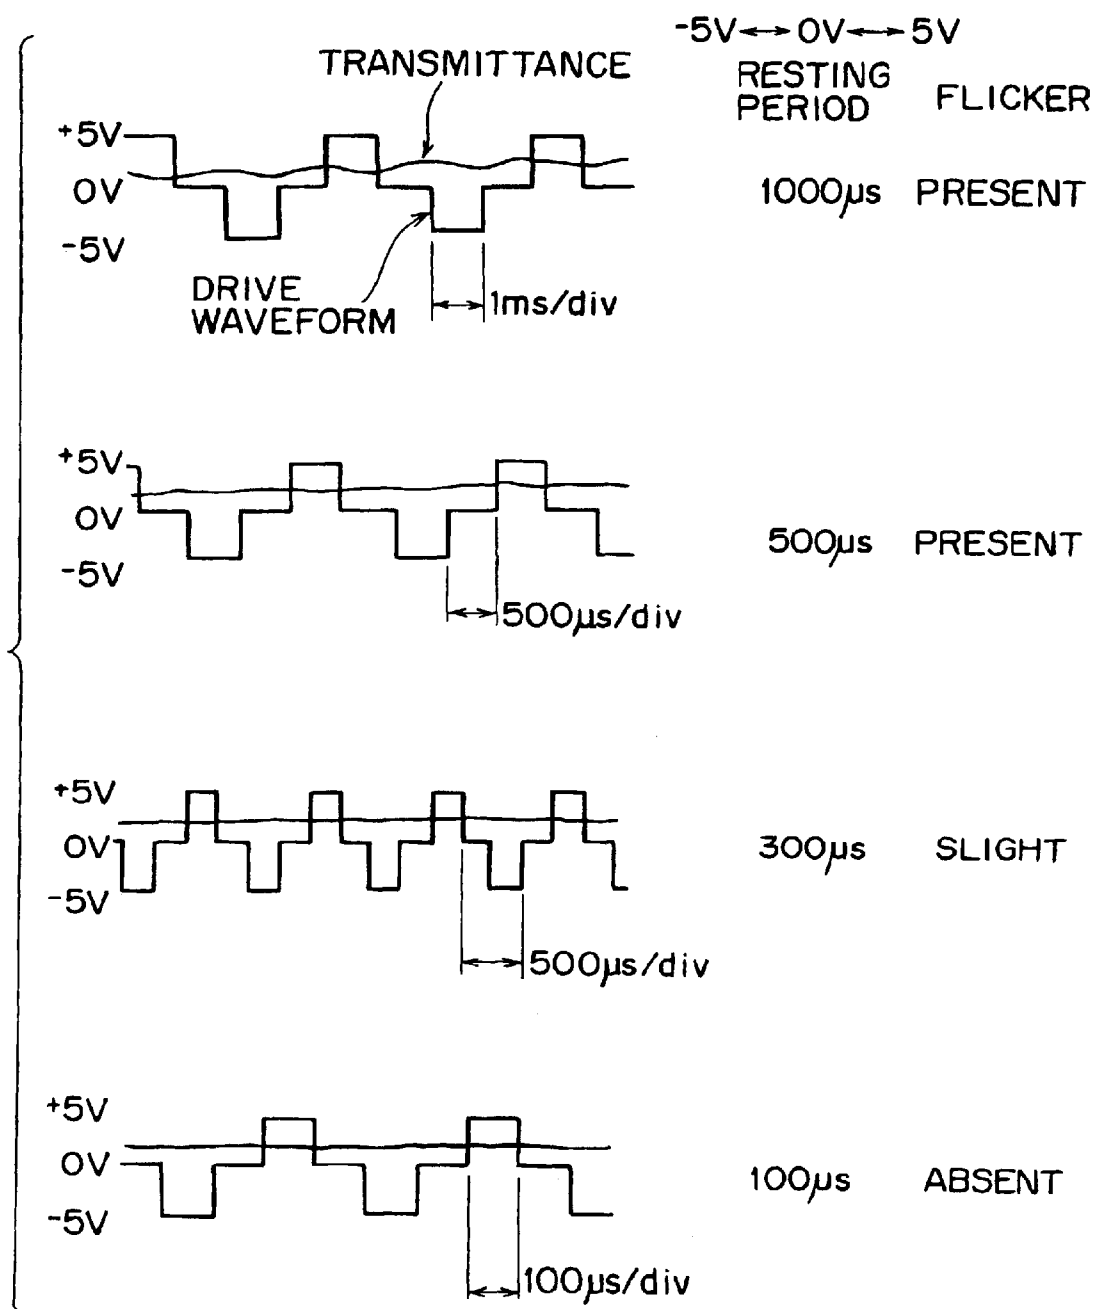 -5V↔0V↔5V
TRANSMITTANCE
RESTING
PERIOD
FLICKER
+5V
0V
-5V
1000µs PRESENT
DRIVE
WAVEFORM
1ms/div
+5V
0V
-5V
500µs PRESENT
500µs/div
+5V
0V
-5V
300µs SLIGHT
500µs/div
+5V
0V
-5V
100µs ABSENT
100µs/div